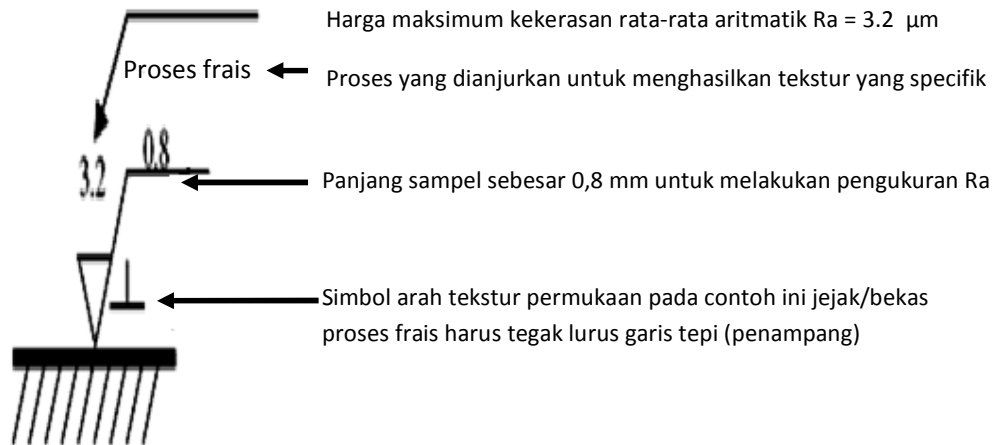 Harga maksimum kekerasan rata-rata aritmatik Ra = 3.2 µm
Proses frais
Proses yang dianjurkan untuk menghasilkan tekstur yang specifik
3.2
0.8
Panjang sampel sebesar 0,8 mm untuk melakukan pengukuran Ra
Simbol arah tekstur permukaan pada contoh ini jejak/bekas
proses frais harus tegak lurus garis tepi (penampang)